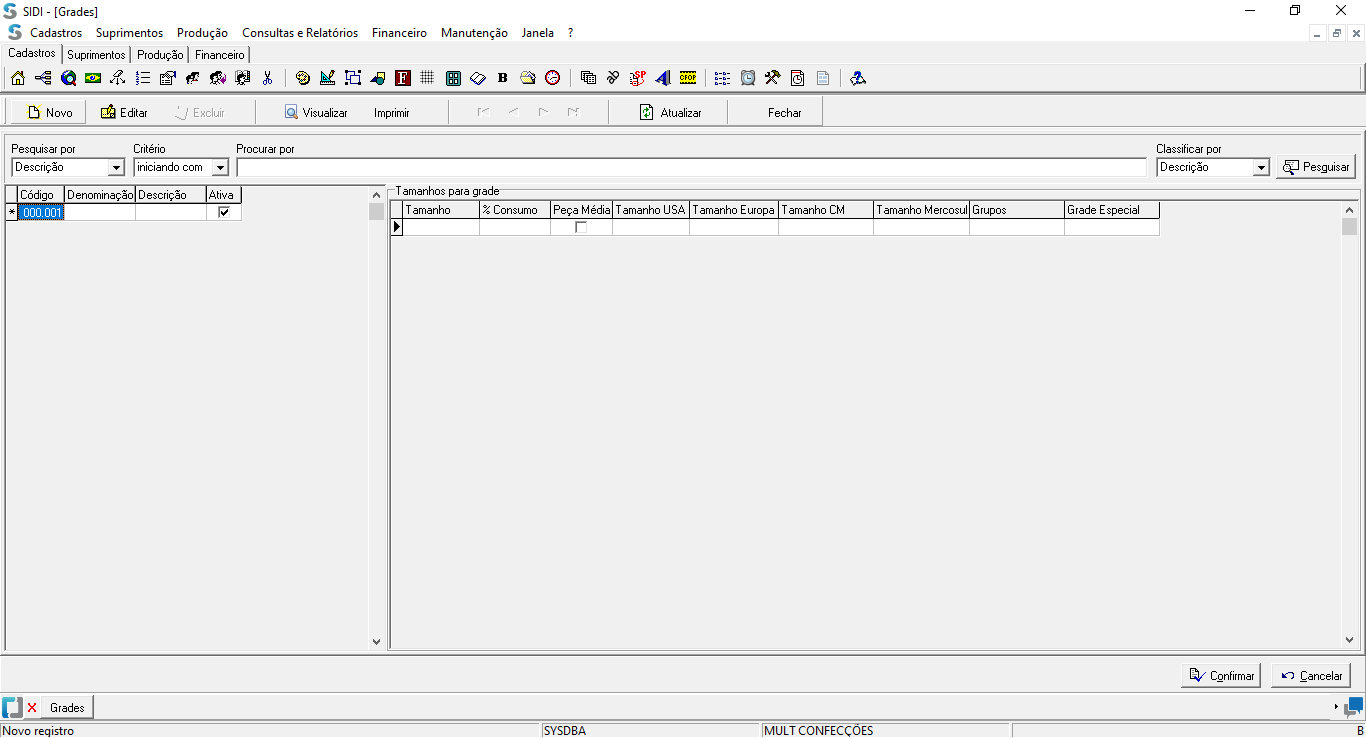 SIDI - [Grades]
Cadastros Suprimentos Produção Consultas e Relatórios Financeiro Manutenção Janela ?
Cadastros Suprimentos Produção Financeiro
F B SP CFOP
Novo Editar Excluir Visualizar Imprimir Atualizar Fechar
Pesquisar por Critério Procurar por Classificar por
Descrição iniciando com Descrição Pesquisar
Tamanhos para grade
Código Denominação Descrição Ativa
000.001
Tamanho % Consumo Peça Média Tamanho USA Tamanho Europa Tamanho CM Tamanho Mercosul Grupos Grade Especial
Confirmar Cancelar
Grades
Novo registro SYSDBA MULT CONFECÇÕES B